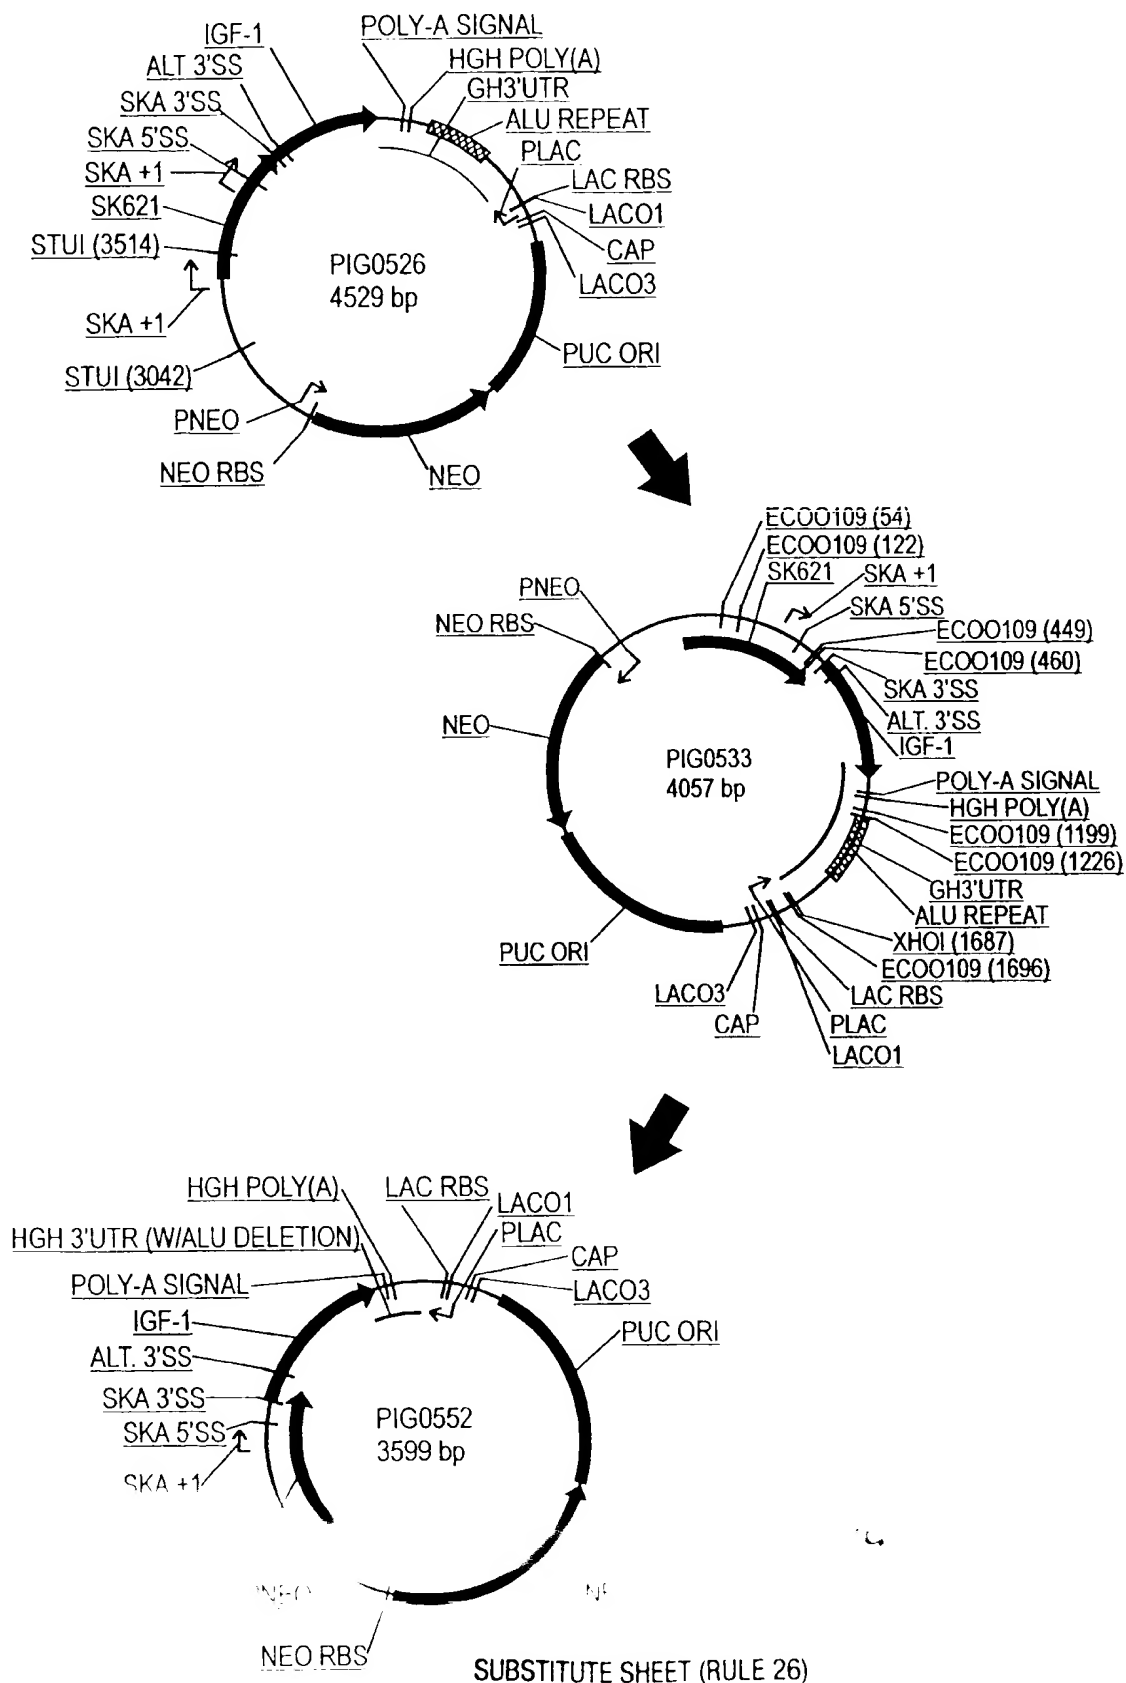 POLY-A SIGNAL
IGF-1
HGH POLY(A)
ALT 3'SS
GH3'UTR
SKA 3'SS
ALU REPEAT
SKA 5'SS
PLAC
SKA +1
LAC RBS
SK621
LACO1
STUI (3514)
CAP
PIG0526
4529 bp
LACO3
SKA +1
PUC ORI
STUI (3042)
PNEO
NEO RBS
NEO
ECOO109 (54)
ECOO109 (122)
SK621
SKA +1
PNEO
SKA 5'SS
NEO RBS
ECOO109 (449)
ECOO109 (460)
SKA 3'SS
NEO
ALT. 3'SS
IGF-1
PIG0533
4057 bp
POLY-A SIGNAL
HGH POLY(A)
ECOO109 (1199)
ECOO109 (1226)
GH3'UTR
ALU REPEAT
XHOI (1687)
PUC ORI
ECOO109 (1696)
LACO3
LAC RBS
CAP
PLAC
LACO1
HGH POLY(A)
LAC RBS
LACO1
HGH 3'UTR (W/ALU DELETION)
PLAC
CAP
POLY-A SIGNAL
LACO3
IGF-1
PUC ORI
ALT. 3'SS
SKA 3'SS
SKA 5'SS
PIG0552
3599 bp
SKA +1
NEO RBS
SUBSTITUTE SHEET (RULE 26)